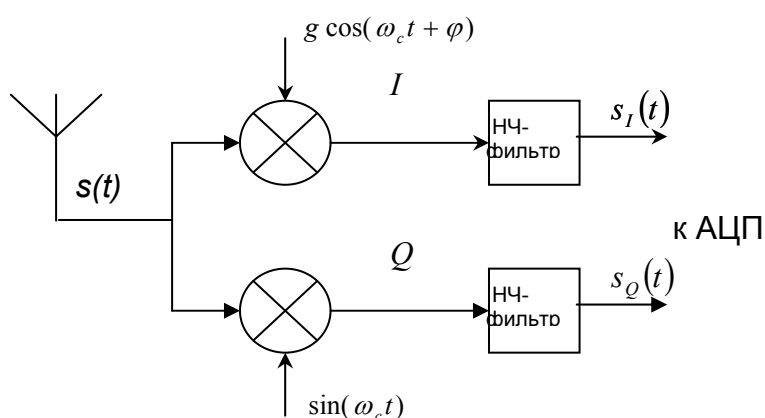 g cos(ω_c t + φ)
I
НЧ-
фильтр
s_I(t)
s(t)
к АЦП
Q
НЧ-
фильтр
s_Q(t)
sin(ω_c t)